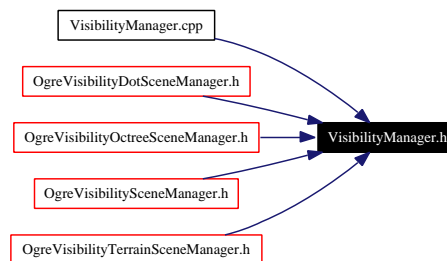 VisibilityManager.cpp
OgreVisibilityDotSceneManager.h
OgreVisibilityOctreeSceneManager.h
VisibilityManager.h
OgreVisibilitySceneManager.h
OgreVisibilityTerrainSceneManager.h